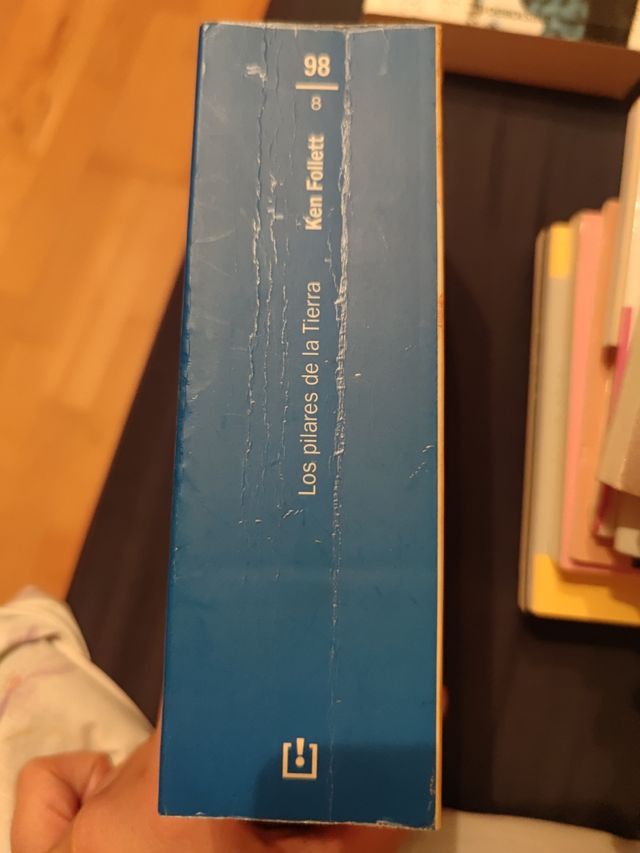 98
8
Ken Follett
Los pilares de la Tierra
[!]